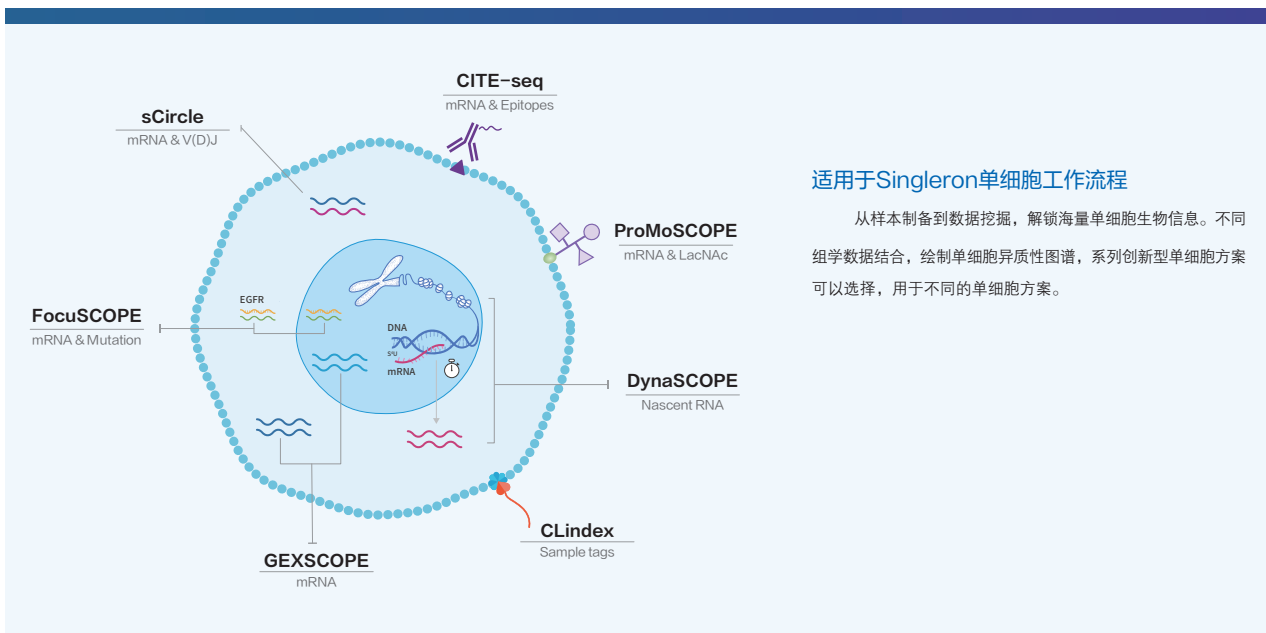 CITE-seq
mRNA & Epitopes
sCircle
mRNA & V(D)J
ProMoSCOPE
mRNA & LacNAc
FocuSCOPE
mRNA & Mutation
EGFR
DNA
S⁴U
mRNA
DynaSCOPE
Nascent RNA
CLindex
Sample tags
GEXSCOPE
mRNA
适用于Singleron单细胞工作流程
从样本制备到数据挖掘，解锁海量单细胞生物信息。不同
组学数据结合，绘制单细胞异质性图谱，系列创新型单细胞方案
可以选择，用于不同的单细胞方案。